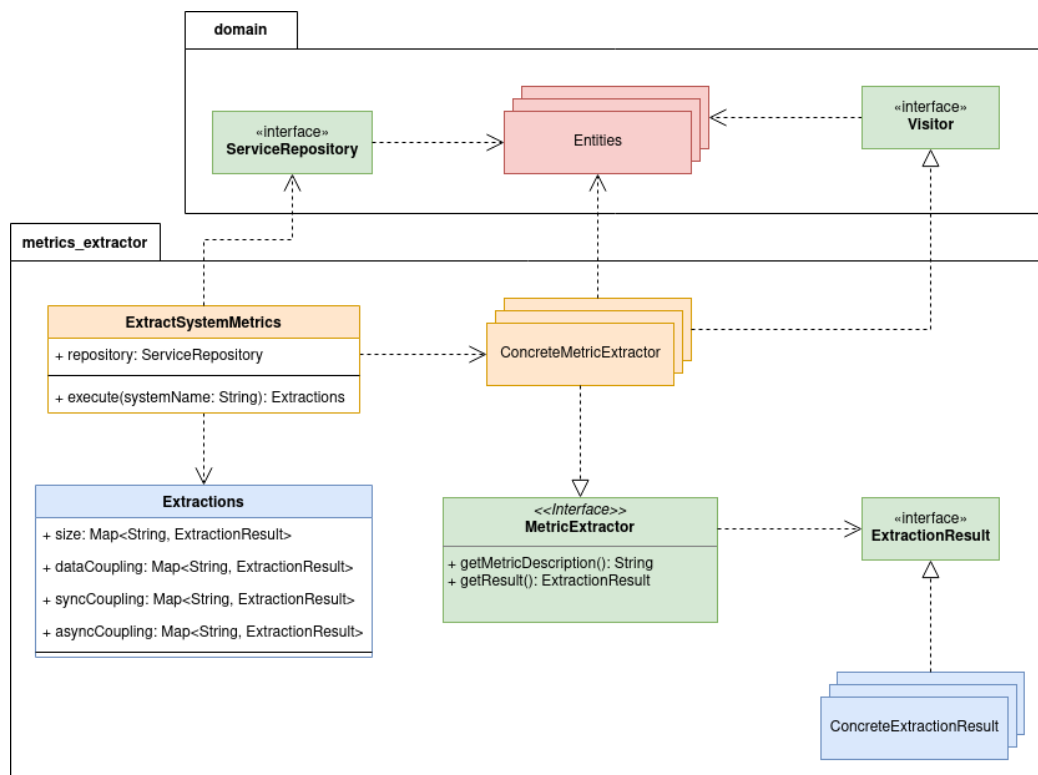 domain
«interface»
ServiceRepository
Entities
«interface»
Visitor
metrics_extractor
ExtractSystemMetrics
+ repository: ServiceRepository
+ execute(systemName: String): Extractions
ConcreteMetricExtractor
Extractions
+ size: Map<String, ExtractionResult>
+ dataCoupling: Map<String, ExtractionResult>
+ syncCoupling: Map<String, ExtractionResult>
+ asyncCoupling: Map<String, ExtractionResult>
<<Interface>>
MetricExtractor
+ getMetricDescription(): String
+ getResult(): ExtractionResult
«interface»
ExtractionResult
ConcreteExtractionResult